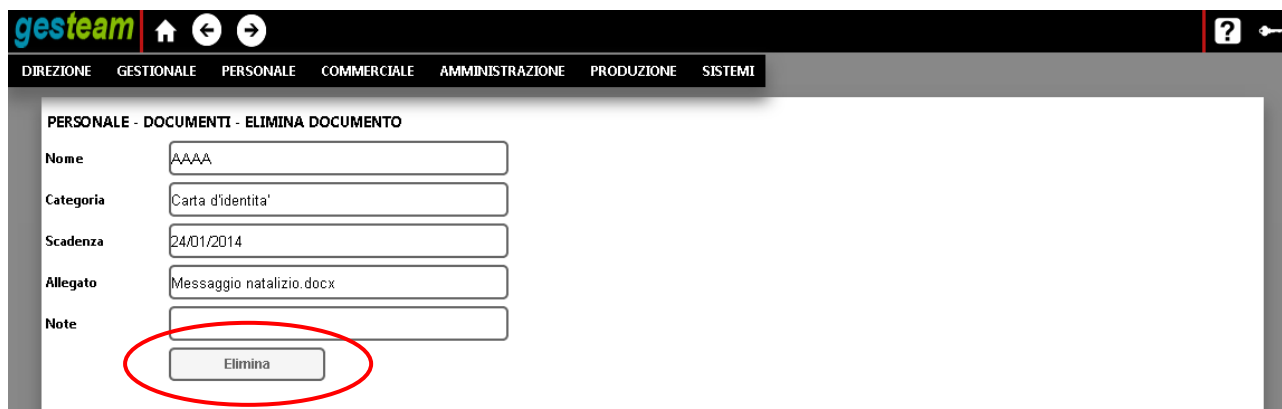 gesteam ?
DIREZIONE GESTIONALE PERSONALE COMMERCIALE AMMINISTRAZIONE PRODUZIONE SISTEMI
PERSONALE - DOCUMENTI - ELIMINA DOCUMENTO
Nome AAAA
Categoria Carta d'identita'
Scadenza 24/01/2014
Allegato Messaggio natalizio.docx
Note
Elimina